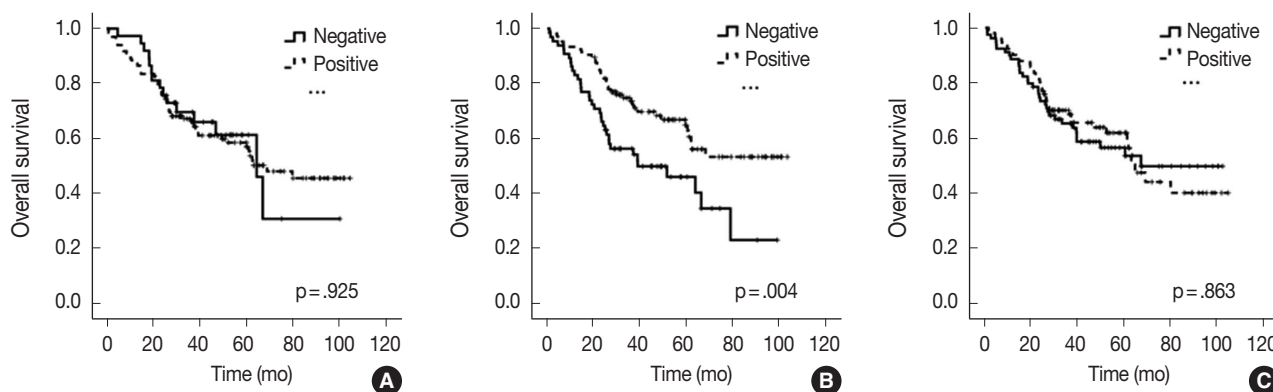 1.0
0.8
0.6
0.4
0.2
0.0
Overall survival
Negative
Positive
...
p=.925
0 20 40 60 80 100 120
Time (mo)
A
1.0
0.8
0.6
0.4
0.2
0.0
Overall survival
Negative
Positive
...
p=.004
0 20 40 60 80 100 120
Time (mo)
B
1.0
0.8
0.6
0.4
0.2
0.0
Overall survival
Negative
Positive
...
p=.863
0 20 40 60 80 100 120
Time (mo)
C